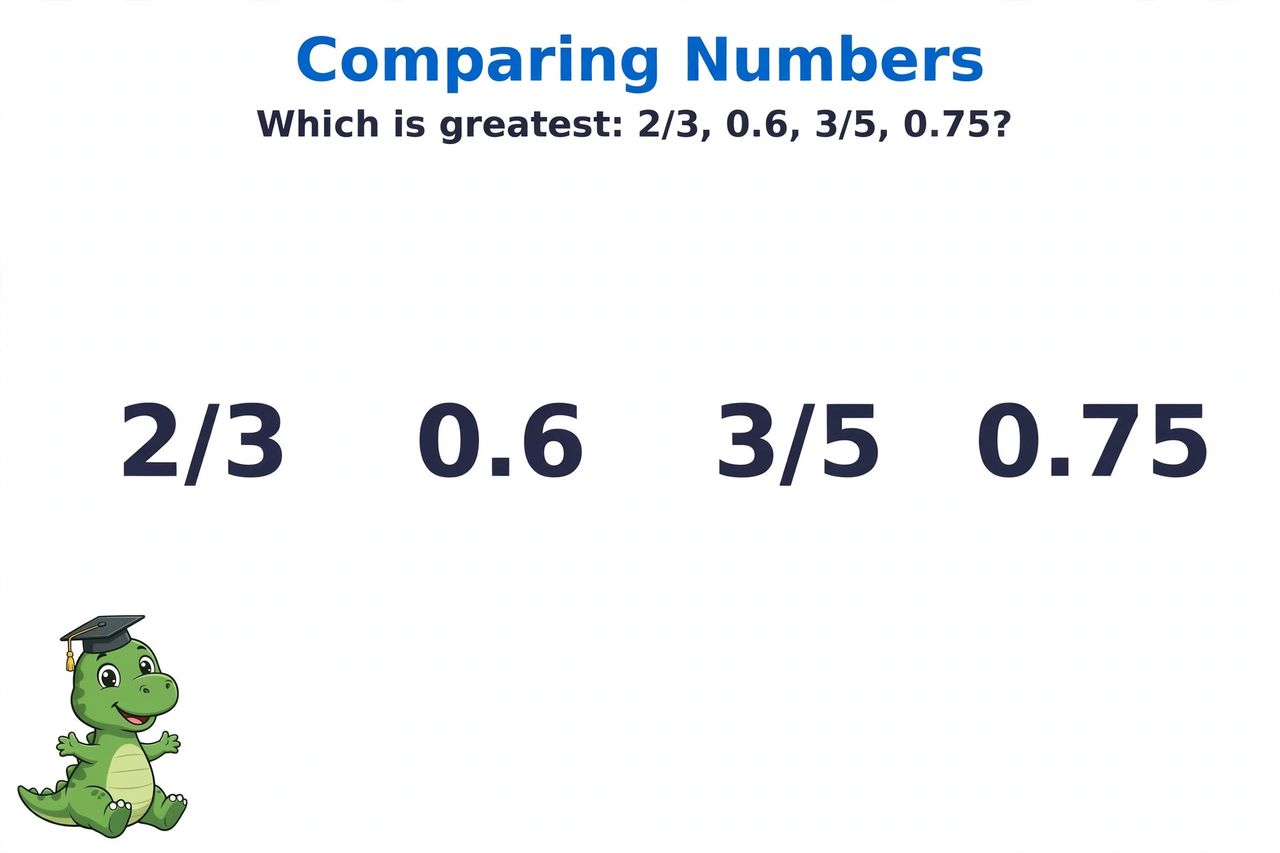 Comparing Numbers
Which is greatest: 2/3, 0.6, 3/5, 0.75?
2/3 0.6 3/5 0.75